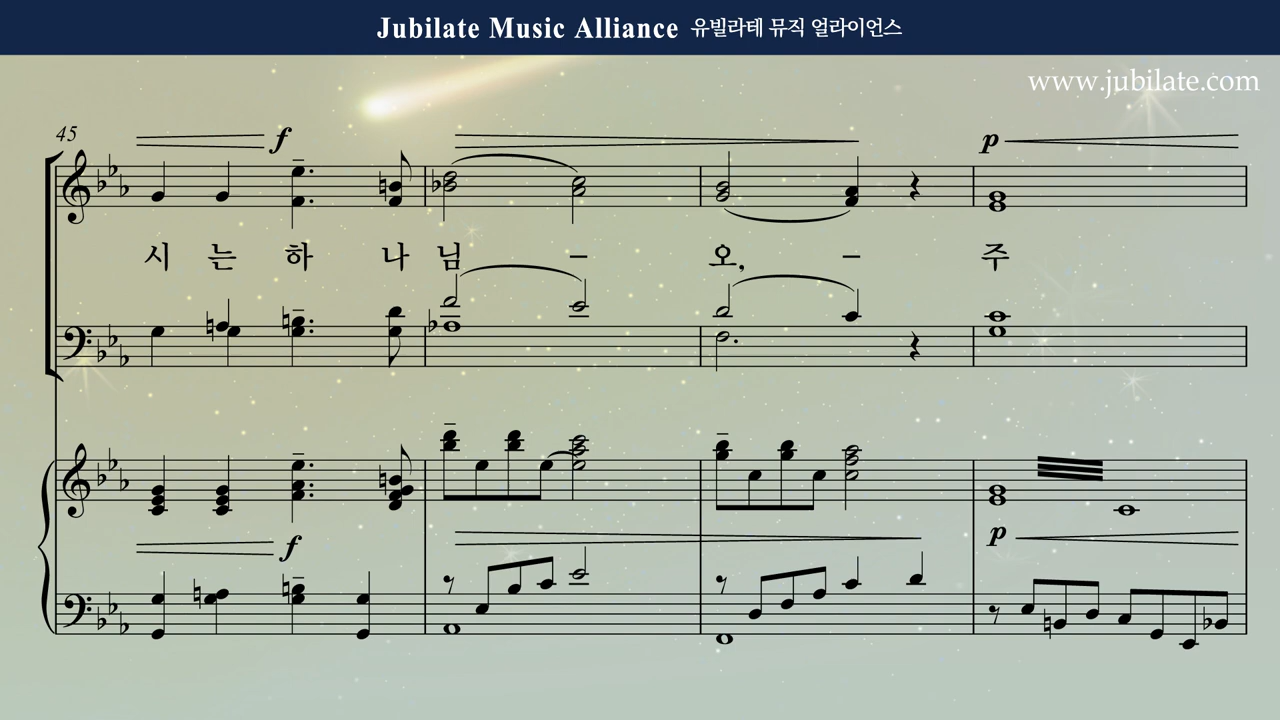 Jubilate Music Alliance 유빌라테 뮤직 얼라이언스
www.jubilate.com
45
f
p
시 는 하 나 님 – 오, – 주
f
p